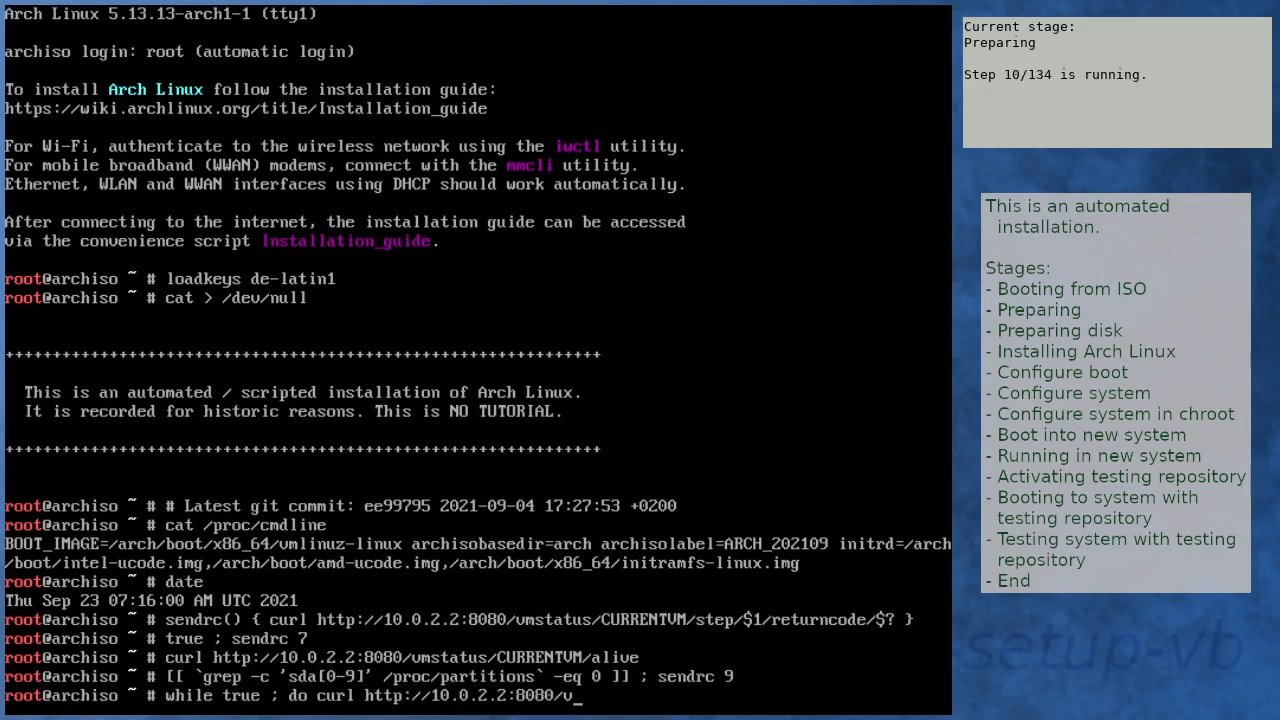 Arch Linux 5.13.13-arch1-1 (tty1)
archiso login: root (automatic login)
To install Arch Linux follow the installation guide:
https://wiki.archlinux.org/title/Installation_guide
For Wi-Fi, authenticate to the wireless network using the iwctl utility.
For mobile broadband (WWAN) modems, connect with the mmcli utility.
Ethernet, WLAN and WWAN interfaces using DHCP should work automatically.
After connecting to the internet, the installation guide can be accessed
via the convenience script Installation_guide.
root@archiso ~ # loadkeys de-latin1
root@archiso ~ # cat > /dev/null
+++++++++++++++++++++++++++++++++++++++++++++++++++++++++++++++
This is an automated / scripted installation of Arch Linux.
It is recorded for historic reasons. This is NO TUTORIAL.
+++++++++++++++++++++++++++++++++++++++++++++++++++++++++++++++
root@archiso ~ # # Latest git commit: ee99795 2021-09-04 17:27:53 +0200
root@archiso ~ # cat /proc/cmdline
BOOT_IMAGE=/arch/boot/x86_64/vmlinuz-linux archisobasedir=arch archisolabel=ARCH_202109 initrd=/arch
/boot/intel-ucode.img,/arch/boot/amd-ucode.img,/arch/boot/x86_64/initramfs-linux.img
root@archiso ~ # date
Thu Sep 23 07:16:00 AM UTC 2021
root@archiso ~ # sendrc() { curl http://10.0.2.2:8080/vmstatus/CURRENTVM/step/$1/returncode/$? }
root@archiso ~ # true ; sendrc 7
root@archiso ~ # curl http://10.0.2.2:8080/vmstatus/CURRENTVM/alive
root@archiso ~ # [[ `grep -c 'sda[0-9]' /proc/partitions` -eq 0 ]] ; sendrc 9
root@archiso ~ # while true ; do curl http://10.0.2.2:8080/v_
Current stage:
Preparing
Step 10/134 is running.
This is an automated
installation.
Stages:
- Booting from ISO
- Preparing
- Preparing disk
- Installing Arch Linux
- Configure boot
- Configure system
- Configure system in chroot
- Boot into new system
- Running in new system
- Activating testing repository
- Booting to system with
testing repository
- Testing system with testing
repository
- End
setup-vb